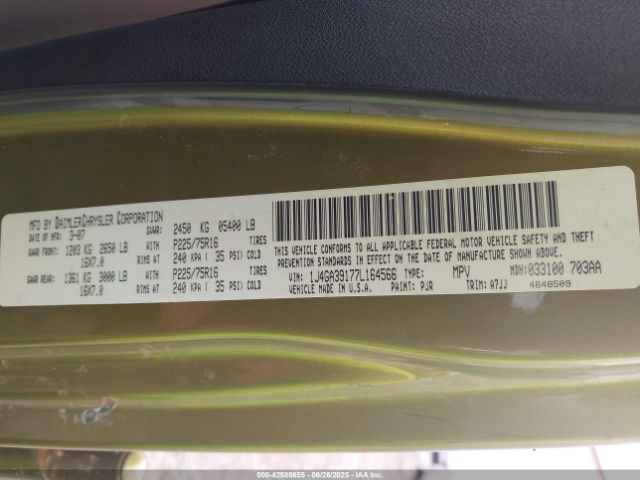 MFD BY DAIMLERCHRYSLER CORPORATION
DATE OF MFR: 3-07 GVWR: 2450 KG 05400 LB
GAWR FRONT: 1203 KG 2650 LB WITH P225/75R16 TIRES
16X7.0 RIMS AT 240 KPA ( 35 PSI) COLD
GAWR REAR: 1361 KG 3000 LB WITH P225/75R16 TIRES
16X7.0 RIMS AT 240 KPA ( 35 PSI) COLD
THIS VEHICLE CONFORMS TO ALL APPLICABLE FEDERAL MOTOR VEHICLE SAFETY AND THEFT
PREVENTION STANDARDS IN EFFECT ON THE DATE OF MANUFACTURE SHOWN ABOVE.
VIN: 1J4GA39177L164566 TYPE: MPV MDH: 033100 703AA
VEHICLE MADE IN U.S.A. PAINT: PJR TRIM: A7JJ 4648509
000-42588655 - 06/26/2025 - IAA Inc.